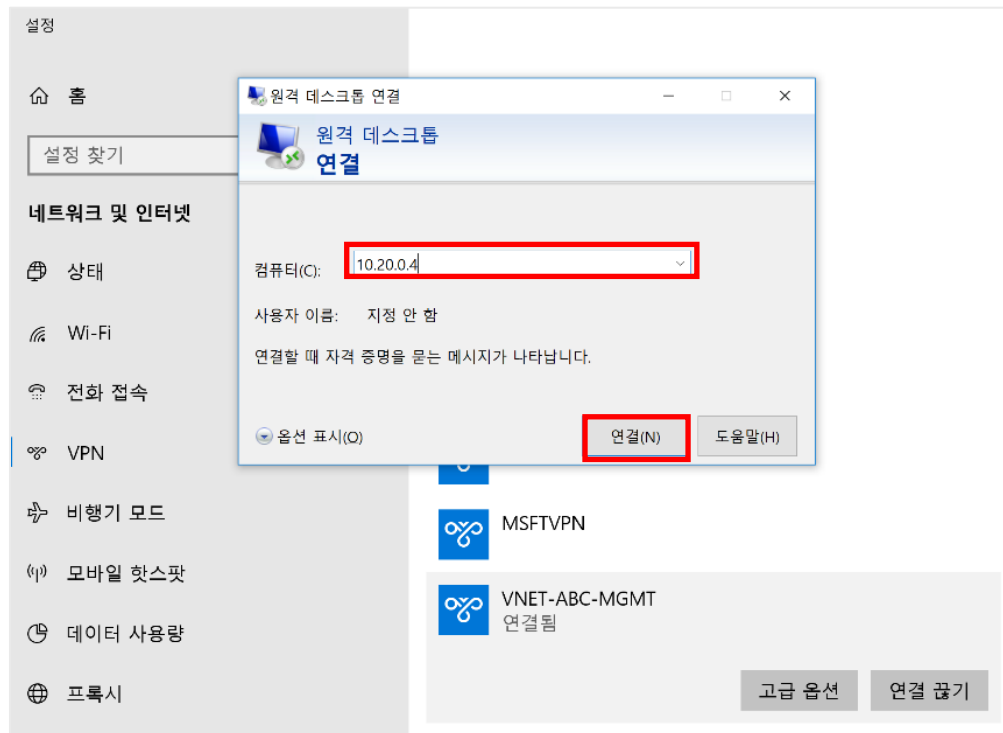 설정
홈
설정 찾기
네트워크 및 인터넷
상태
Wi-Fi
전화 접속
VPN
비행기 모드
모바일 핫스팟
데이터 사용량
프록시
원격 데스크톱 연결
원격 데스크톱
연결
컴퓨터(C): 10.20.0.4
사용자 이름: 지정 안 함
연결할 때 자격 증명을 묻는 메시지가 나타납니다.
옵션 표시(O) 연결(N) 도움말(H)
MSFTVPN
VNET-ABC-MGMT
연결됨
고급 옵션 연결 끊기